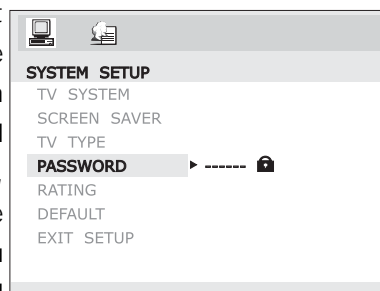 SYSTEM SETUP
TV SYSTEM
SCREEN SAVER
TV TYPE
PASSWORD ------
RATING
DEFAULT
EXIT SETUP